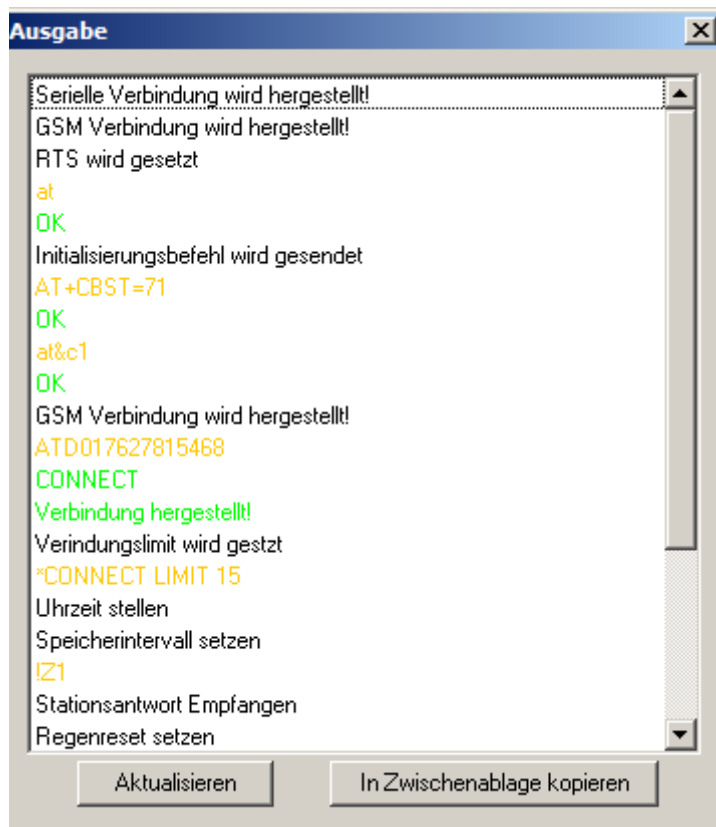 Ausgabe
Serielle Verbindung wird hergestellt!
GSM Verbindung wird hergestellt!
RTS wird gesetzt
at
OK
Initialisierungsbefehl wird gesendet
AT+CBST=71
OK
at&c1
OK
GSM Verbindung wird hergestellt!
ATD017627815468
CONNECT
Verbindung hergestellt!
Verindungslimit wird gestzt
*CONNECT LIMIT 15
Uhrzeit stellen
Speicherintervall setzen
!Z1
Stationsantwort Empfangen
Regenreset setzen
Aktualisieren
In Zwischenablage kopieren